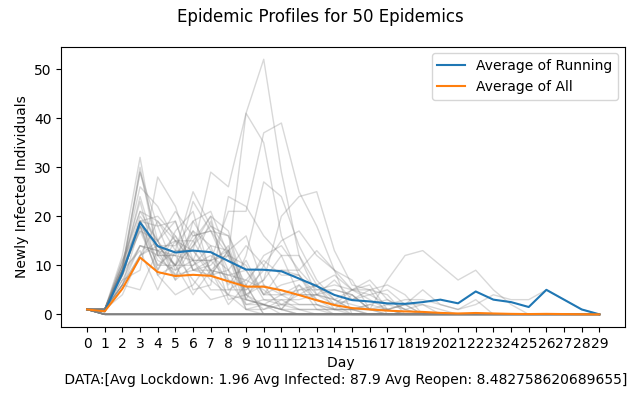 Epidemic Profiles for 50 Epidemics
Average of Running
Average of All
50
40
30
20
10
0
Newly Infected Individuals
0 1 2 3 4 5 6 7 8 9 10 11 12 13 14 15 16 17 18 19 20 21 22 23 24 25 26 27 28 29
Day
DATA:[Avg Lockdown: 1.96 Avg Infected: 87.9 Avg Reopen: 8.482758620689655]